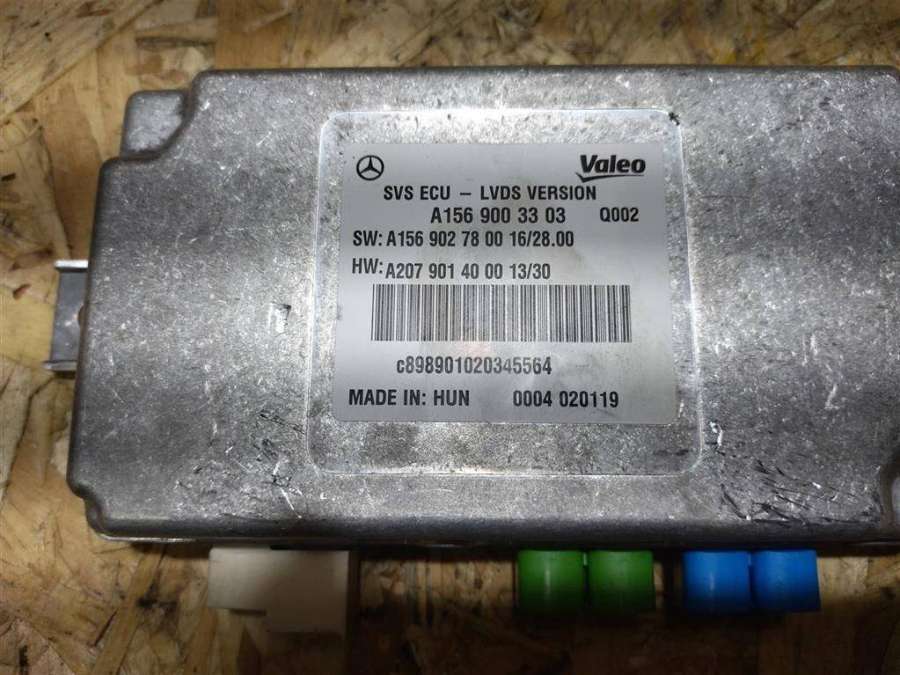 Valeo
SVS ECU – LVDS VERSION
A156 900 33 03 Q002
SW: A156 902 78 00 16/28.00
HW: A207 901 40 00 13/30
c898901020345564
MADE IN: HUN 0004 020119